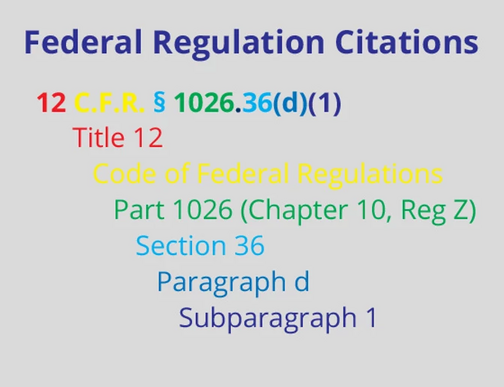 Federal Regulation Citations
12 C.F.R. § 1026.36(d)(1)
Title 12
Code of Federal Regulations
Part 1026 (Chapter 10, Reg Z)
Section 36
Paragraph d
Subparagraph 1